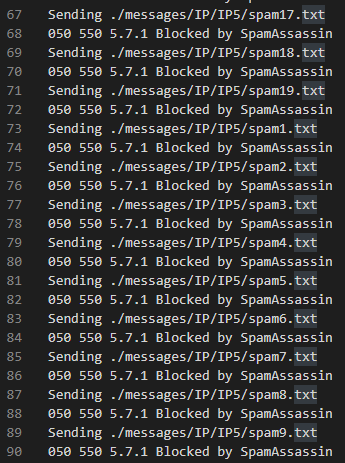 67 Sending ./messages/IP/IP5/spam17.txt
68 050 550 5.7.1 Blocked by SpamAssassin
69 Sending ./messages/IP/IP5/spam18.txt
70 050 550 5.7.1 Blocked by SpamAssassin
71 Sending ./messages/IP/IP5/spam19.txt
72 050 550 5.7.1 Blocked by SpamAssassin
73 Sending ./messages/IP/IP5/spam1.txt
74 050 550 5.7.1 Blocked by SpamAssassin
75 Sending ./messages/IP/IP5/spam2.txt
76 050 550 5.7.1 Blocked by SpamAssassin
77 Sending ./messages/IP/IP5/spam3.txt
78 050 550 5.7.1 Blocked by SpamAssassin
79 Sending ./messages/IP/IP5/spam4.txt
80 050 550 5.7.1 Blocked by SpamAssassin
81 Sending ./messages/IP/IP5/spam5.txt
82 050 550 5.7.1 Blocked by SpamAssassin
83 Sending ./messages/IP/IP5/spam6.txt
84 050 550 5.7.1 Blocked by SpamAssassin
85 Sending ./messages/IP/IP5/spam7.txt
86 050 550 5.7.1 Blocked by SpamAssassin
87 Sending ./messages/IP/IP5/spam8.txt
88 050 550 5.7.1 Blocked by SpamAssassin
89 Sending ./messages/IP/IP5/spam9.txt
90 050 550 5.7.1 Blocked by SpamAssassin